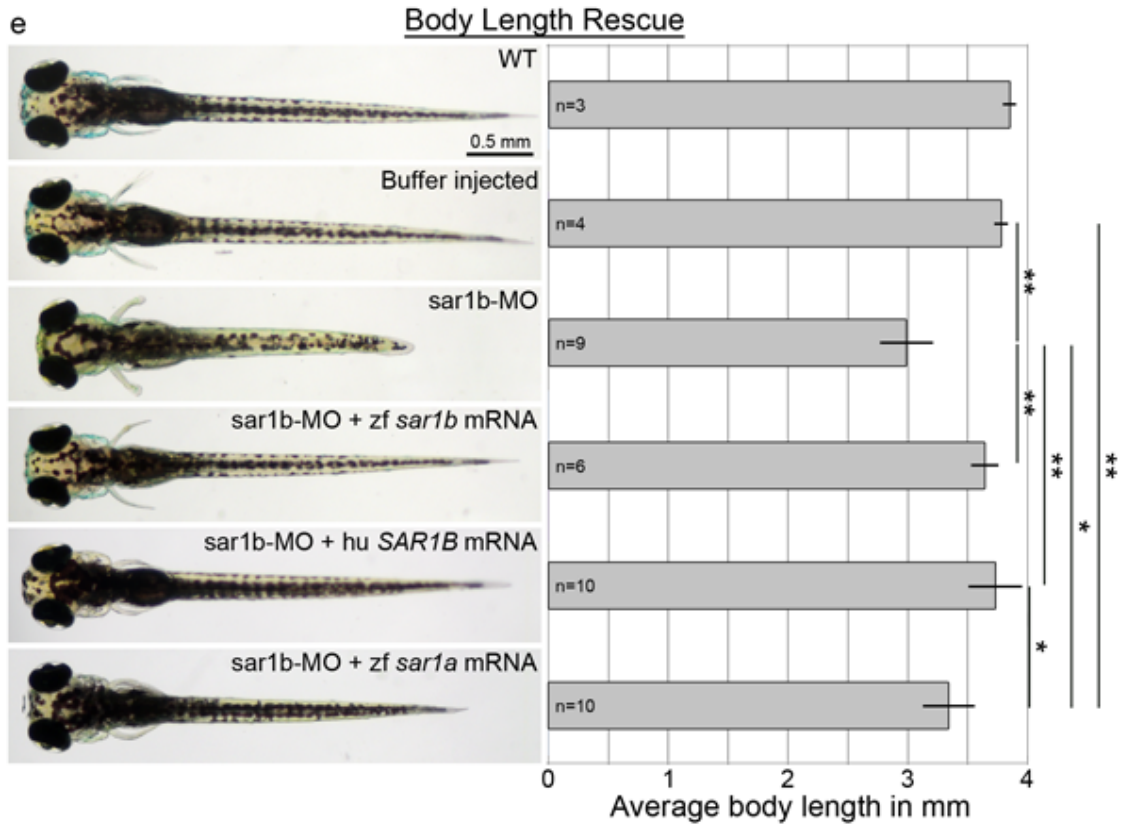 e
Body Length Rescue
WT
0.5 mm
n=3
Buffer injected
n=4
**
sar1b-MO
n=9
**
sar1b-MO + zf sar1b mRNA
n=6
**
**
*
sar1b-MO + hu SAR1B mRNA
n=10
*
sar1b-MO + zf sar1a mRNA
n=10
0 1 2 3 4
Average body length in mm